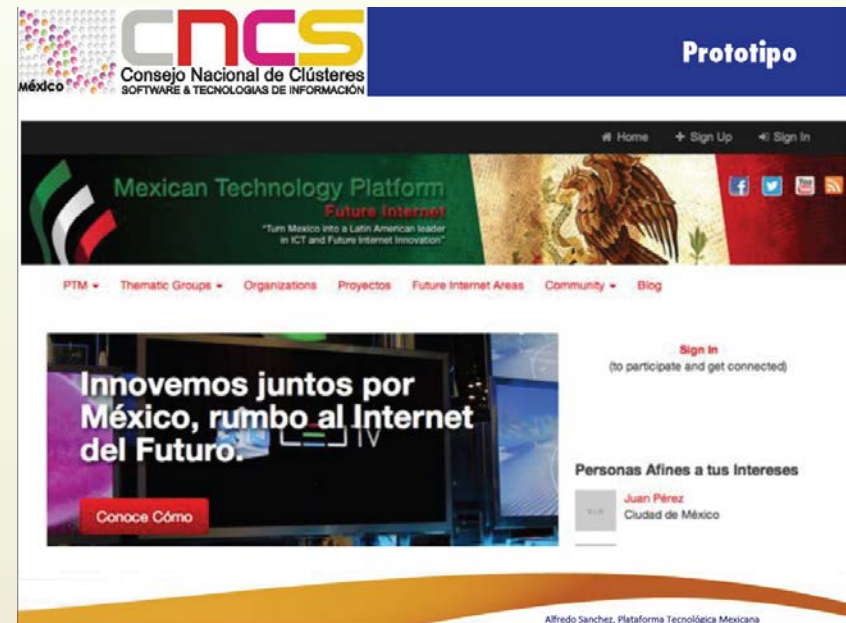 cncs
México
Consejo Nacional de Clústeres
SOFTWARE & TECNOLOGIAS DE INFORMACIÓN
Prototipo
Home + Sign Up Sign In
Mexican Technology Platform
Future Internet
"Turn Mexico into a Latin American leader
in ICT and Future Internet Innovation"
PTM Thematic Groups Organizations Proyectos Future Internet Areas Community Blog
Innovemos juntos por
México, rumbo al Internet
del Futuro.
Conoce Cómo
Sign In
(to participate and get connected)
Personas Afines a tus Intereses
Juan Pérez
Ciudad de México
Alfredo Sanchez, Plataforma Tecnológica Mexicana